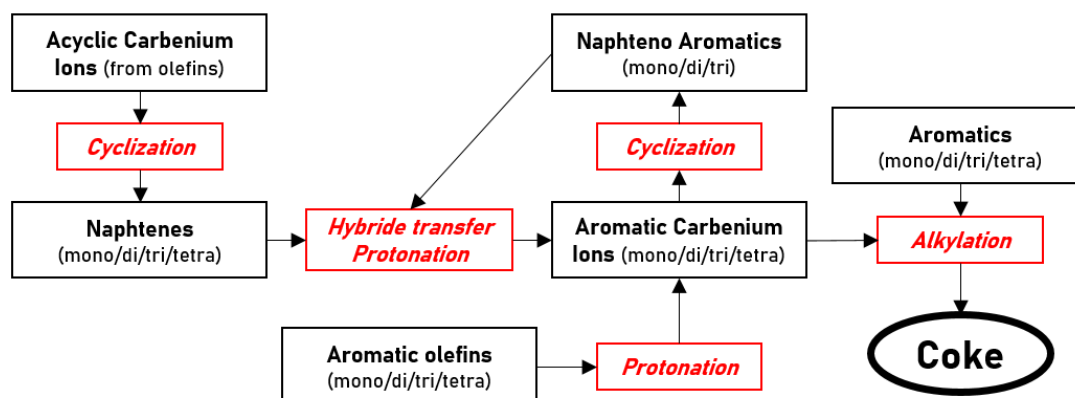 Acyclic Carbenium
Ions (from olefins)
Cyclization
Naphtenes
(mono/di/tri/tetra)
Hybride transfer
Protonation
Naphteno Aromatics
(mono/di/tri)
Cyclization
Aromatic Carbenium
Ions (mono/di/tri/tetra)
Aromatic olefins
(mono/di/tri/tetra)
Protonation
Aromatics
(mono/di/tri/tetra)
Alkylation
Coke